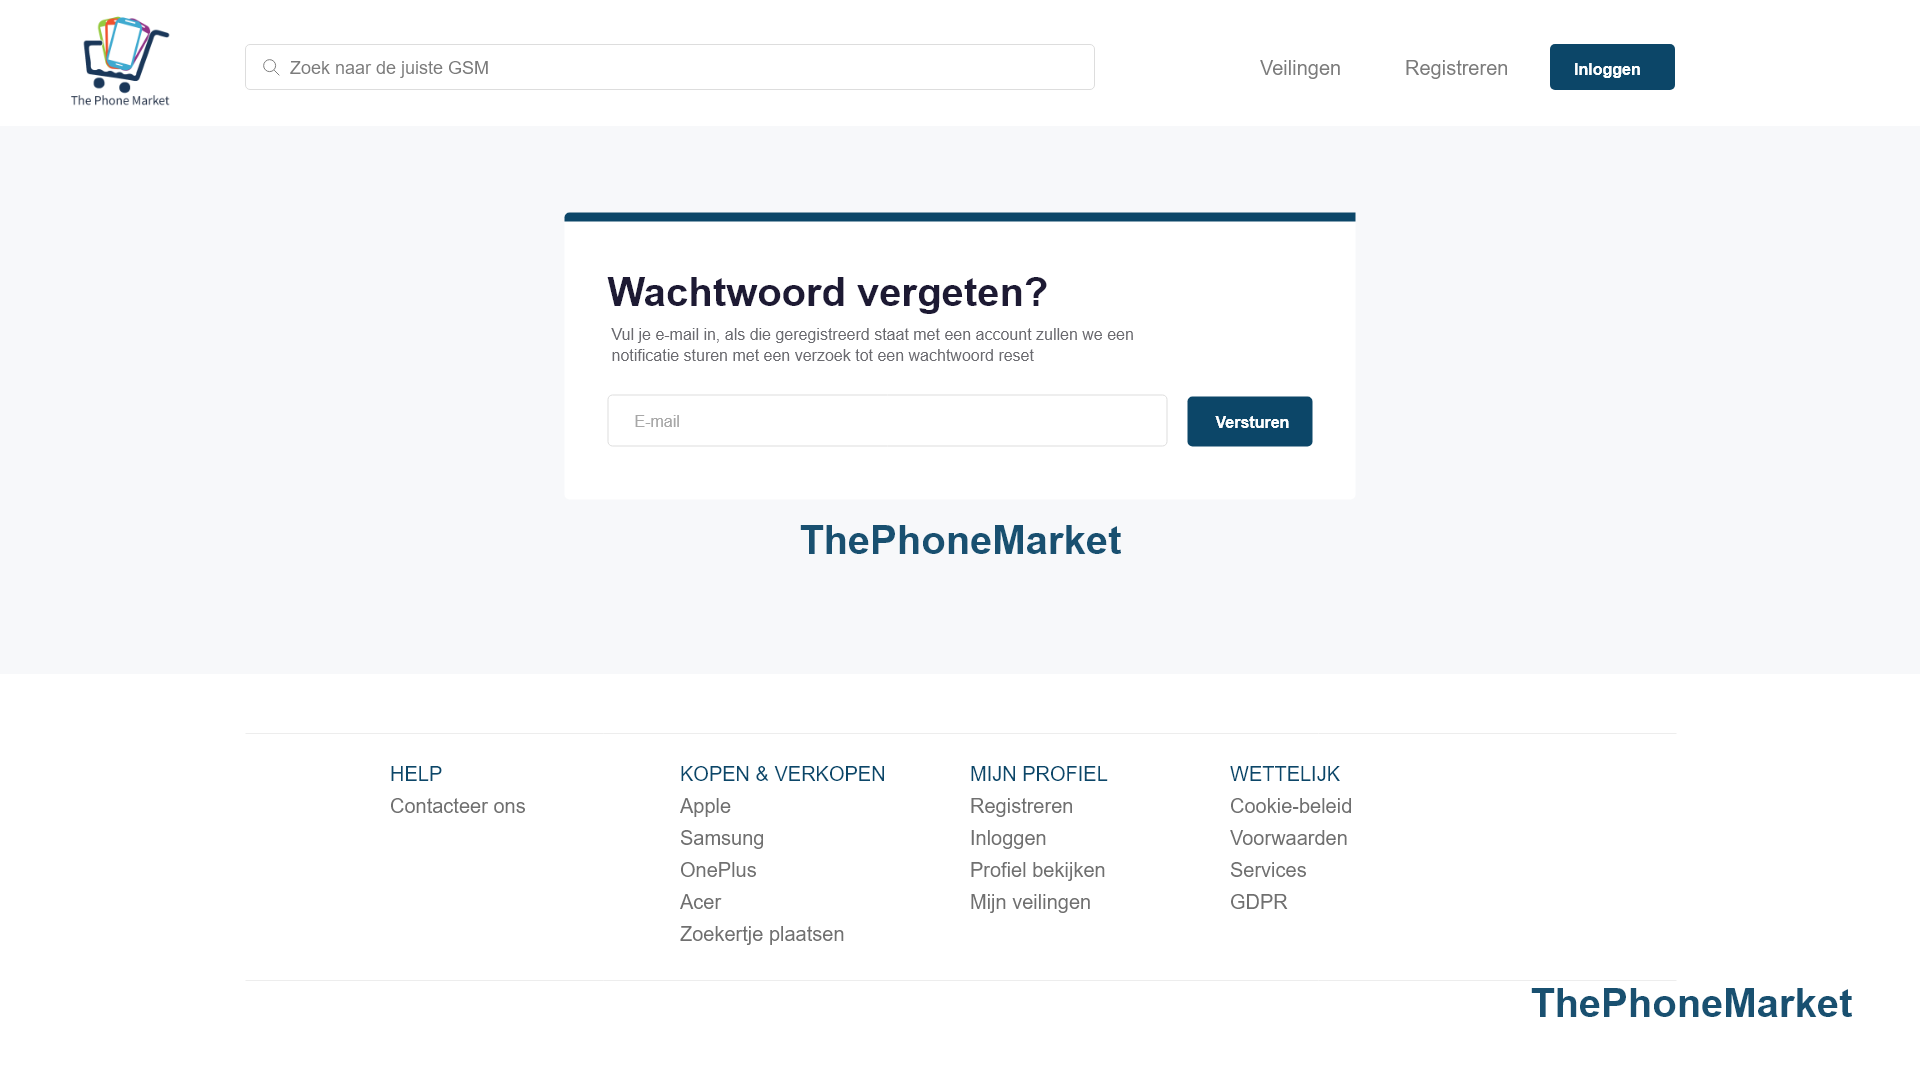 The Phone Market
Zoek naar de juiste GSM
Veilingen
Registreren
Inloggen
Wachtwoord vergeten?
Vul je e-mail in, als die geregistreerd staat met een account zullen we een
notificatie sturen met een verzoek tot een wachtwoord reset
E-mail
Versturen
ThePhoneMarket
HELP
Contacteer ons
KOPEN & VERKOPEN
Apple
Samsung
OnePlus
Acer
Zoekertje plaatsen
MIJN PROFIEL
Registreren
Inloggen
Profiel bekijken
Mijn veilingen
WETTELIJK
Cookie-beleid
Voorwaarden
Services
GDPR
ThePhoneMarket